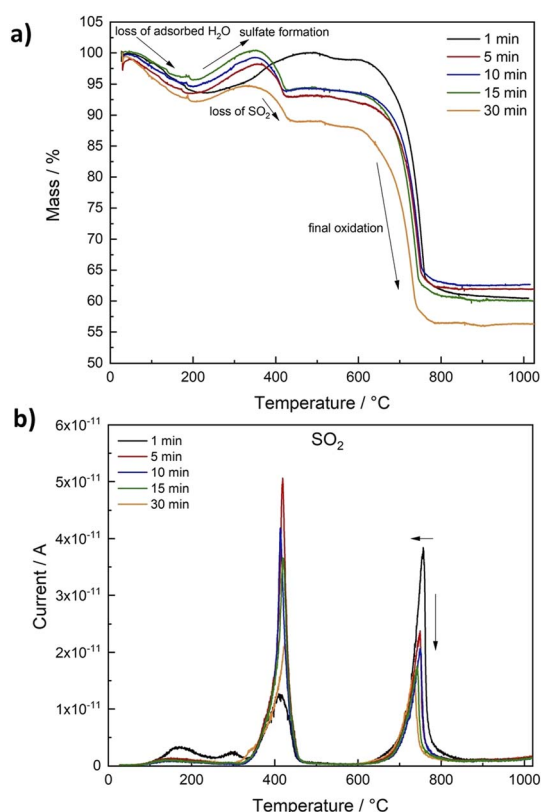 a)
loss of adsorbed H₂O sulfate formation
1 min
5 min
10 min
15 min
30 min
loss of SO₂
final oxidation
100
95
90
85
80
75
70
65
60
55
50
0 200 400 600 800 1000
Mass / %
Temperature / °C
b)
SO₂
1 min
5 min
10 min
15 min
30 min
6x10⁻¹¹
5x10⁻¹¹
4x10⁻¹¹
3x10⁻¹¹
2x10⁻¹¹
1x10⁻¹¹
0
0 200 400 600 800 1000
Current / A
Temperature / °C